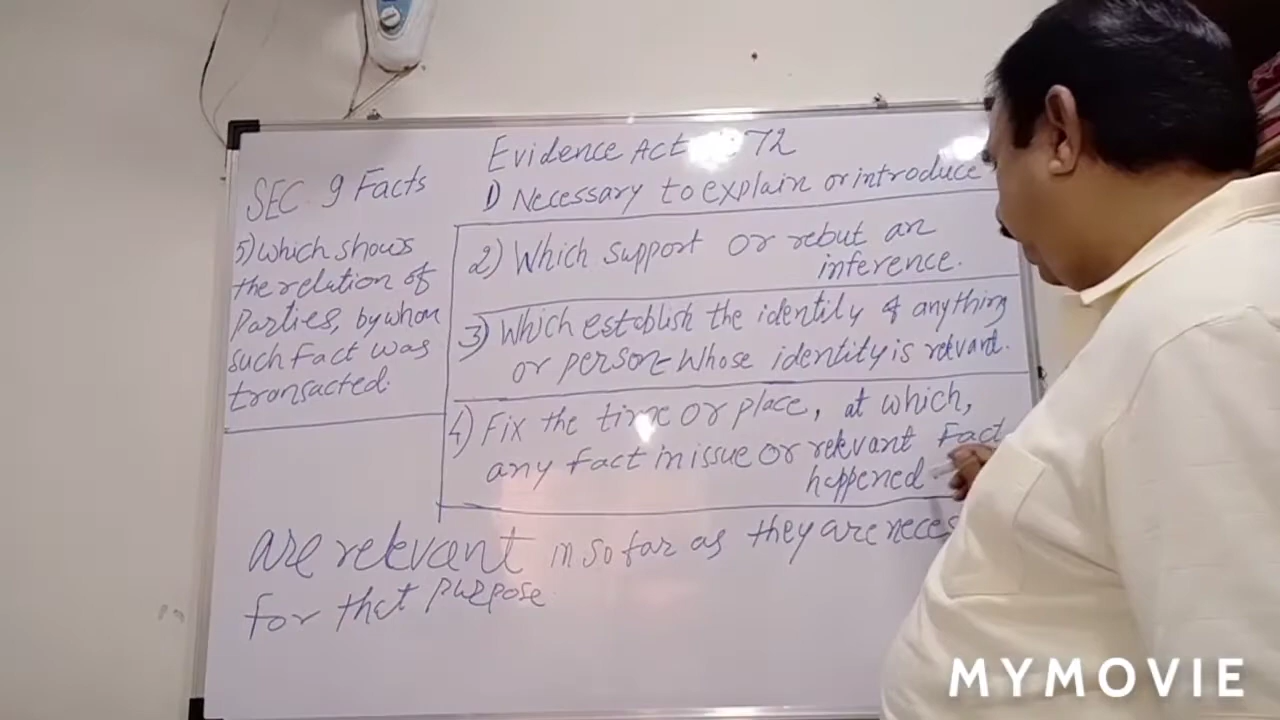 Evidence Act 72
SEC. 9 Facts
1) Necessary to explain or introduce
2) Which support or rebut an
inference.
3) Which establish the identity of anything
or person whose identity is relevant.
4) Fix the time or place, at which,
any fact in issue or relevant Fact
happened
5) which shows
the relation of
Parties, by whom
such Fact was
transacted.
are relevant in so far as they are neces
for that purpose
MYMOVIE